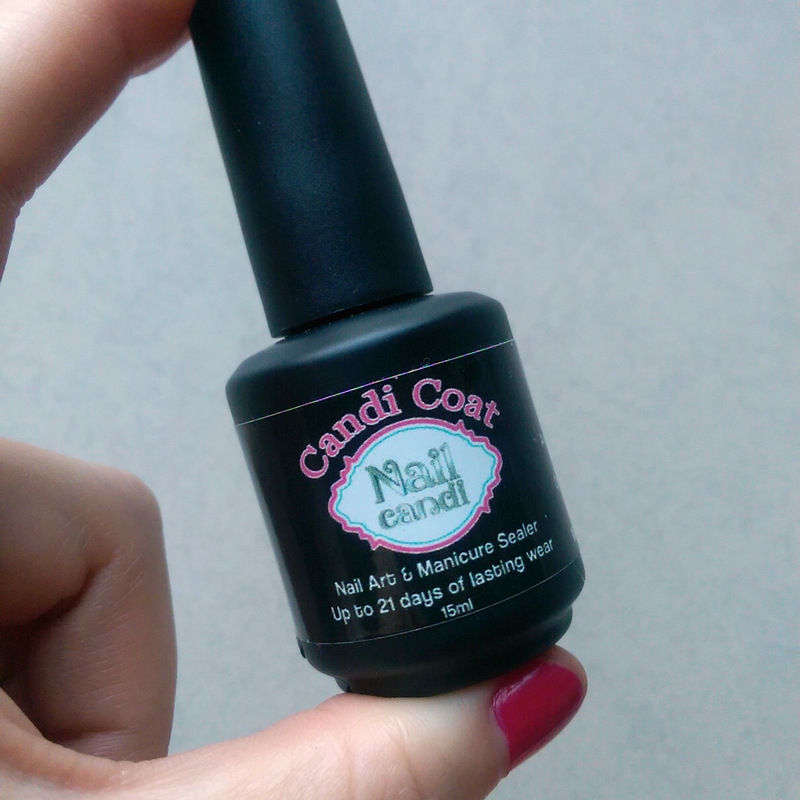 Candi Coat
Nail
candi
Nail Art & Manicure Sealer
Up to 21 days of lasting wear
15ml